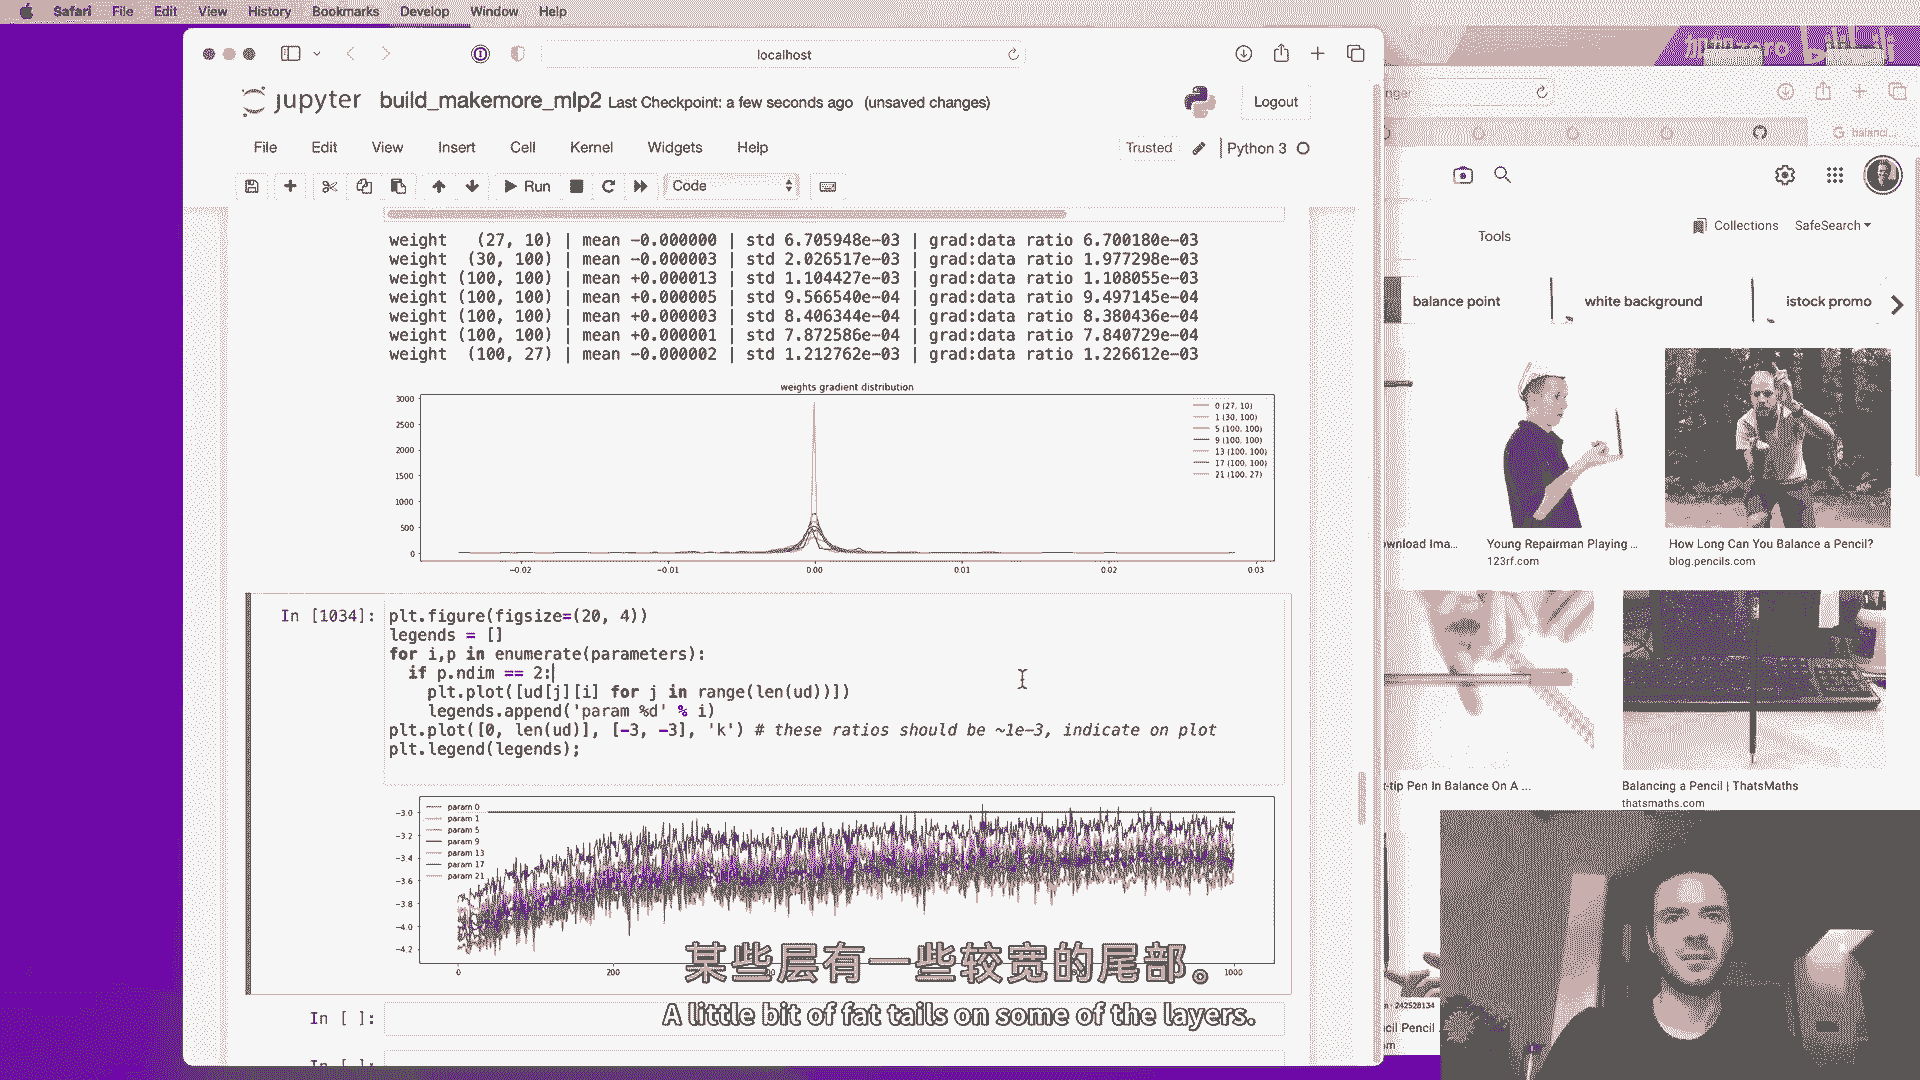 Safari File Edit View History Bookmarks Develop Window Help
localhost
jupyter build_makemore_mlp2 Last Checkpoint: a few seconds ago (unsaved changes)
Logout
File Edit View Insert Cell Kernel Widgets Help
Trusted Python 3
Run Code
weight (27, 10) | mean -0.000000 | std 6.705948e-03 | grad:data ratio 6.700180e-03
weight (30, 100) | mean -0.000003 | std 2.026517e-03 | grad:data ratio 1.977298e-03
weight (100, 100) | mean +0.000013 | std 1.104427e-03 | grad:data ratio 1.108055e-03
weight (100, 100) | mean +0.000005 | std 9.566540e-04 | grad:data ratio 9.497145e-04
weight (100, 100) | mean +0.000003 | std 8.406344e-04 | grad:data ratio 8.380436e-04
weight (100, 100) | mean +0.000001 | std 7.872586e-04 | grad:data ratio 7.840729e-04
weight (100, 27) | mean -0.000002 | std 1.212762e-03 | grad:data ratio 1.226612e-03
weights gradient distribution
3000
2500
2000
1500
1000
500
0
0 (27, 10)
1 (30, 100)
5 (100, 100)
9 (100, 100)
13 (100, 100)
17 (100, 100)
21 (100, 27)
-0.02 -0.01 0.00 0.01 0.02 0.03
In [1034]:
plt.figure(figsize=(20, 4))
legends = []
for i,p in enumerate(parameters):
if p.ndim == 2:
plt.plot([ud[j][i] for j in range(len(ud))])
legends.append('param %d' % i)
plt.plot([0, len(ud)], [-3, -3], 'k') # these ratios should be ~1e-3, indicate on plot
plt.legend(legends);
-3.0
-3.2
-3.4
-3.6
-3.8
-4.0
-4.2
param 0
param 1
param 5
param 9
param 13
param 17
param 21
0 200 1000
某些层有一些较宽的尾部。
A little bit of fat tails on some of the layers.
In [ ]:
In [ ]:
Tools
Collections SafeSearch
balance point white background istock promo
Young Repairman Playing ...
123rf.com
How Long Can You Balance a Pencil?
blog.pencils.com
Pen In Balance On A ...
Balancing a Pencil | ThatsMaths
thatsmaths.com